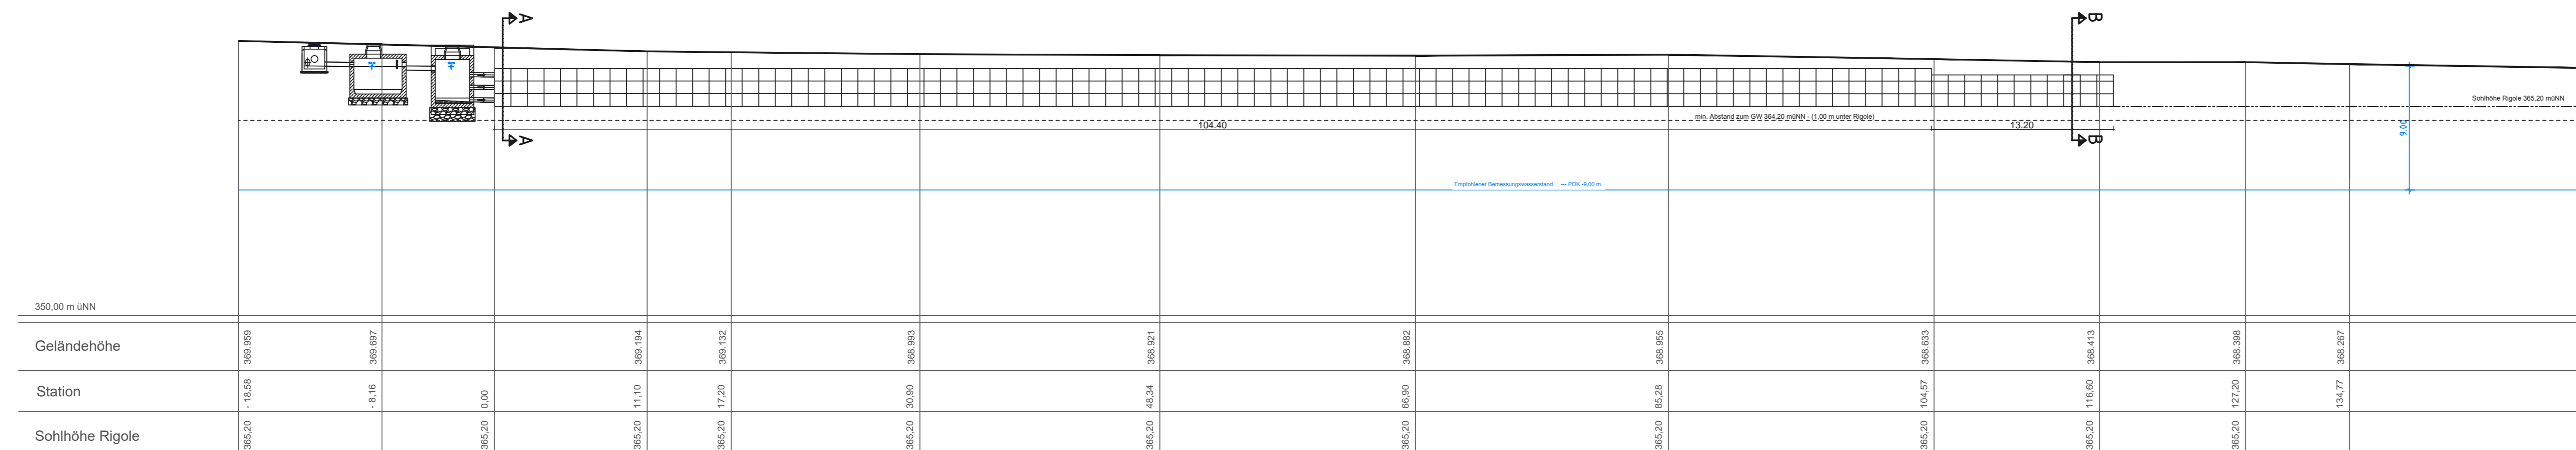 A
B
Sohlhöhe Rigole 365,20 müNN
min. Abstand zum GW 364.20 müNN - (1.00 m unter Rigole)
104.40
13.20
9.00
A
B
Empfohlener Bemessungswasserstand --- POK -9,00 m
350,00 m üNN
Geländehöhe 369.959 369.697 369.194 369.132 368.993 368.921 368.882 368.955 368.633 368.413 368.398 368.267
Station - 18,58 - 8,16 0,00 11,10 17,20 30,90 48,34 66,90 85,28 104,57 116,60 127,20 134,77
Sohlhöhe Rigole 365,20 365,20 365,20 365,20 365,20 365,20 365,20 365,20 365,20 365,20 365,20